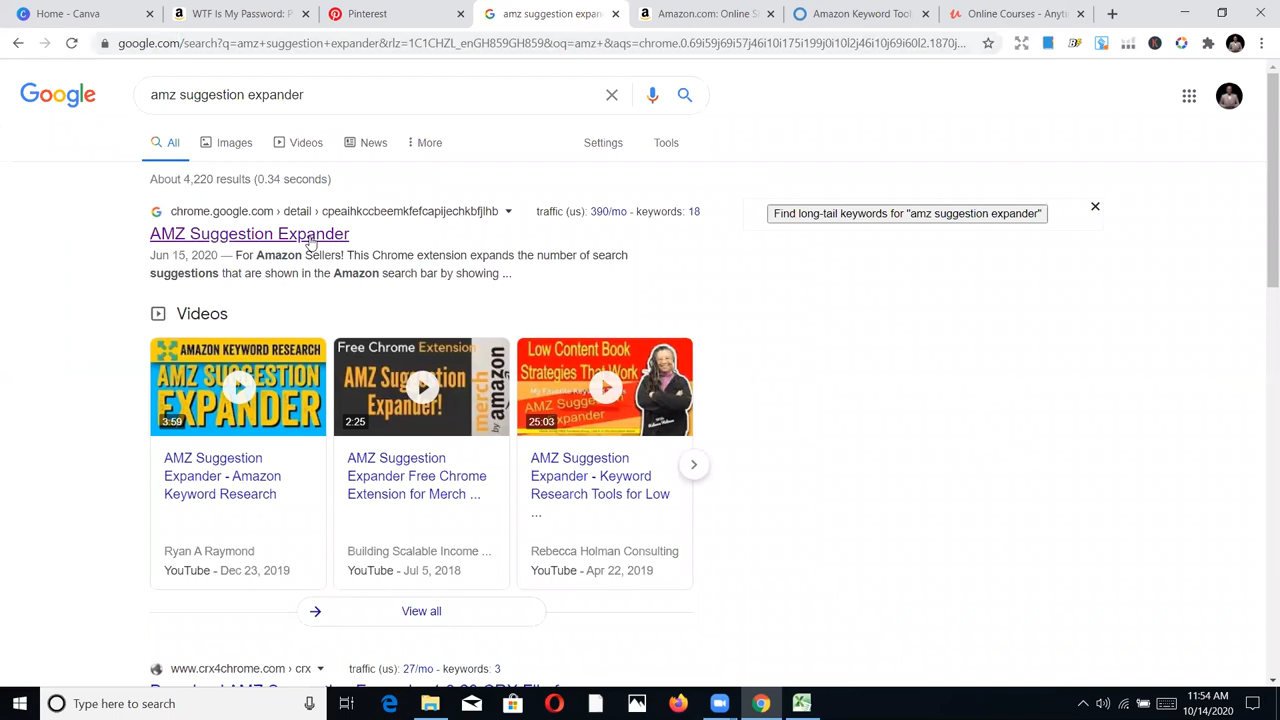 Home - Canva
WTF Is My Password: P
Pinterest
amz suggestion expan
Amazon.com: Online S
Amazon Keyword Tool
Online Courses - Anyti
google.com/search?q=amz+suggestion+expander&rlz=1C1CHZL_enGH859GH859&oq=amz+&aqs=chrome.0.69i59j69i57j46i10i175i199j0i10l2j46i10j69i60l2.1870j...
Google
amz suggestion expander
All
Images
Videos
News
More
Settings
Tools
About 4,220 results (0.34 seconds)
chrome.google.com › detail › cpeaihkccbeemkfefcapijechkbfjlhb
traffic (us): 390/mo - keywords: 18
Find long-tail keywords for "amz suggestion expander"
AMZ Suggestion Expander
Jun 15, 2020 — For Amazon Sellers! This Chrome extension expands the number of search
suggestions that are shown in the Amazon search bar by showing ...
Videos
AMAZON KEYWORD RESEARCH
AMZ SUGGESTION
EXPANDER
3:59
Free Chrome Extension
AMZ Suggestion
Expander!
merch
by amazon
2:25
Low Content Book
Strategies That Work
AMZ Sugge
25:03
AMZ Suggestion
Expander - Amazon
Keyword Research
AMZ Suggestion
Expander Free Chrome
Extension for Merch ...
AMZ Suggestion
Expander - Keyword
Research Tools for Low
...
Ryan A Raymond
YouTube - Dec 23, 2019
Building Scalable Income ...
YouTube - Jul 5, 2018
Rebecca Holman Consulting
YouTube - Apr 22, 2019
View all
www.crx4chrome.com › crx
traffic (us): 27/mo - keywords: 3
Type here to search
11:54 AM
10/14/2020